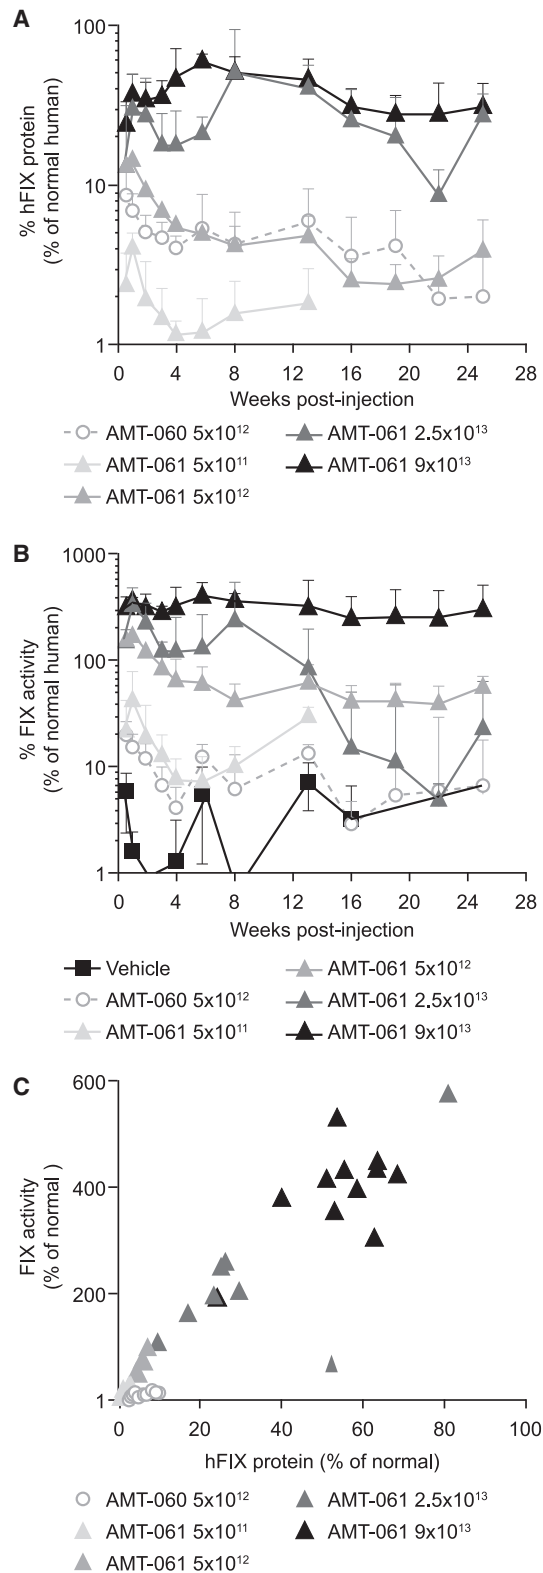 A
100
10
1
% hFIX protein
(% of normal human)
0 4 8 12 16 20 24 28
Weeks post-injection
AMT-060 5x10¹² AMT-061 2.5x10¹³
AMT-061 5x10¹¹ AMT-061 9x10¹³
AMT-061 5x10¹²
B
1000
100
10
1
% FIX activity
(% of normal human)
0 4 8 12 16 20 24 28
Weeks post-injection
Vehicle AMT-061 5x10¹²
AMT-060 5x10¹² AMT-061 2.5x10¹³
AMT-061 5x10¹¹ AMT-061 9x10¹³
C
600
400
200
1
FIX activity
(% of normal )
0 20 40 60 80 100
hFIX protein (% of normal)
AMT-060 5x10¹² AMT-061 2.5x10¹³
AMT-061 5x10¹¹ AMT-061 9x10¹³
AMT-061 5x10¹²